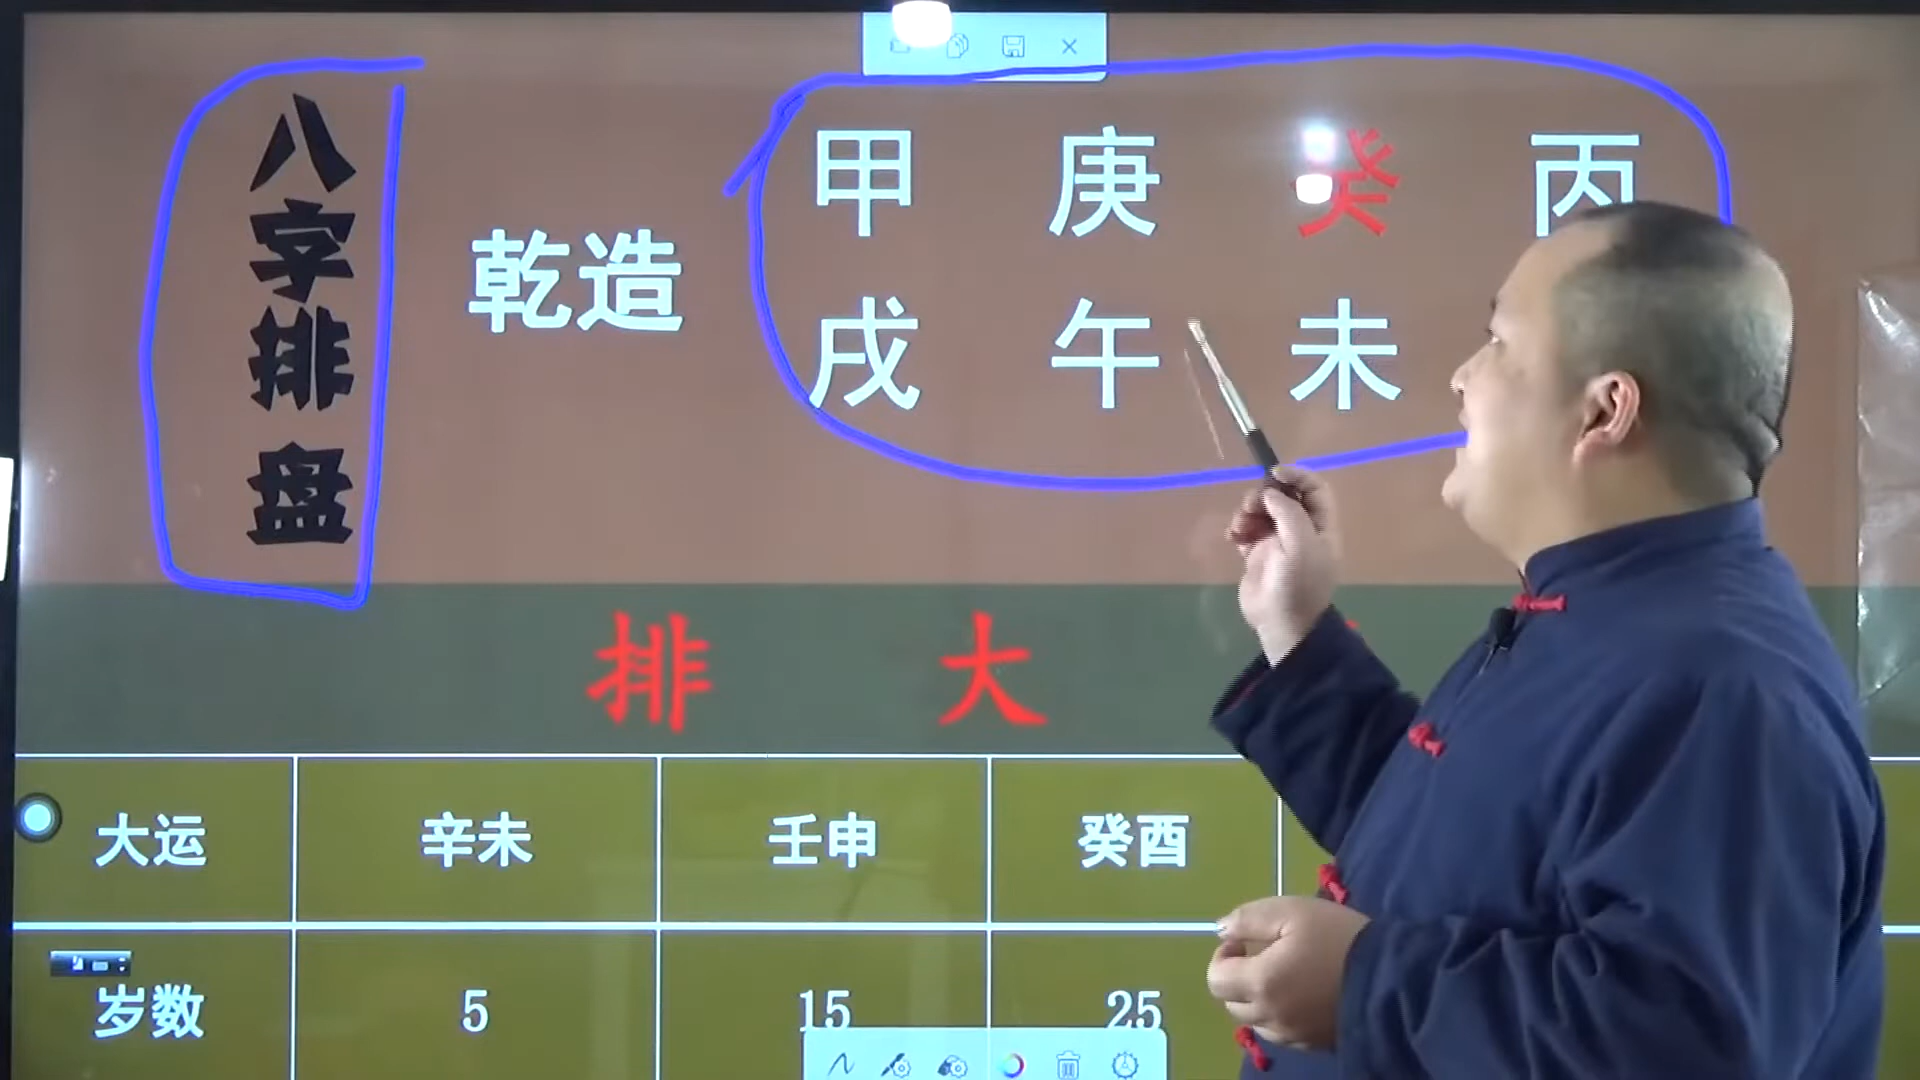 八字排盘
乾造
甲 庚 癸 丙
戌 午 未
排 大
大运 辛未 壬申 癸酉
岁数 5 15 25